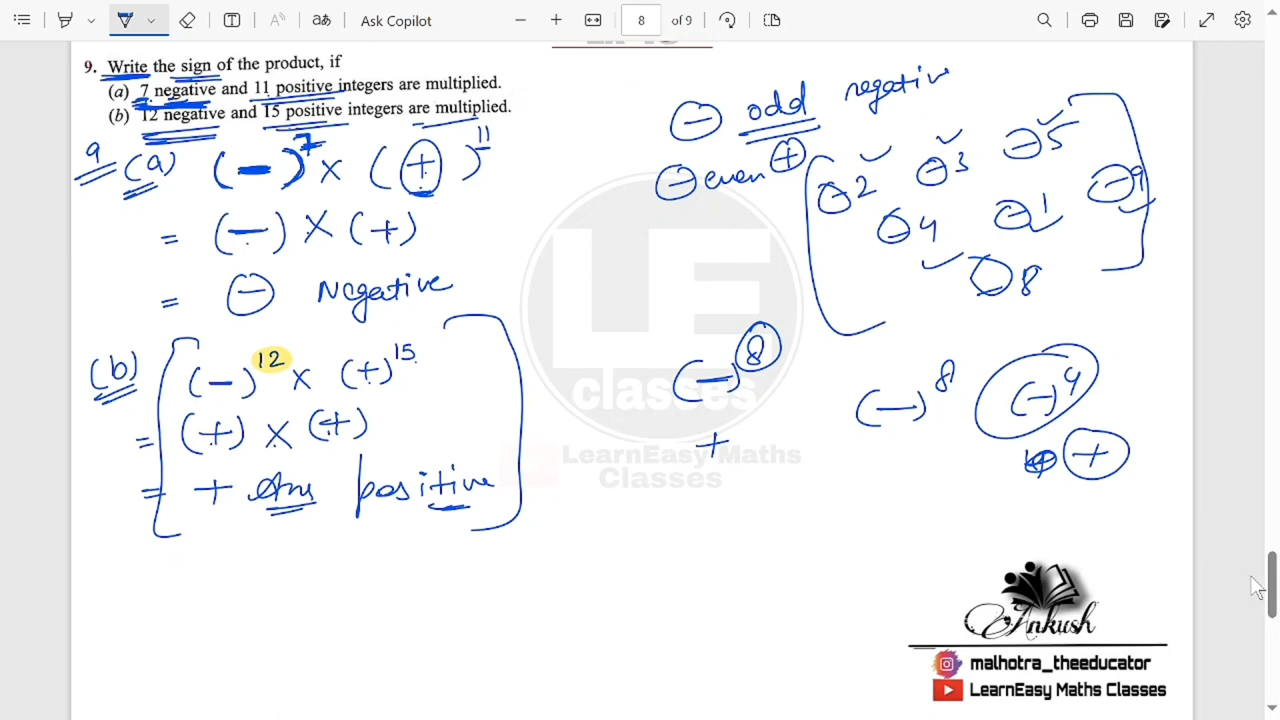 Ask Copilot
8 of 9
9. Write the sign of the product, if
(a) 7 negative and 11 positive integers are multiplied.
(b) 12 negative and 15 positive integers are multiplied.
9 (a) (−)^7 × (+)^11
= (−) × (+)
= − Negative
(b) (−)^12 × (+)^15
= (+) × (+)
= + Ans positive
− odd negative
− even +
−2 −3 −5
−4 −1 −9
−8
(−)^8
+
(−)^8 (−)^4
+
LE
classes
LearnEasy Maths
Classes
Ankush
malhotra_theeducator
LearnEasy Maths Classes